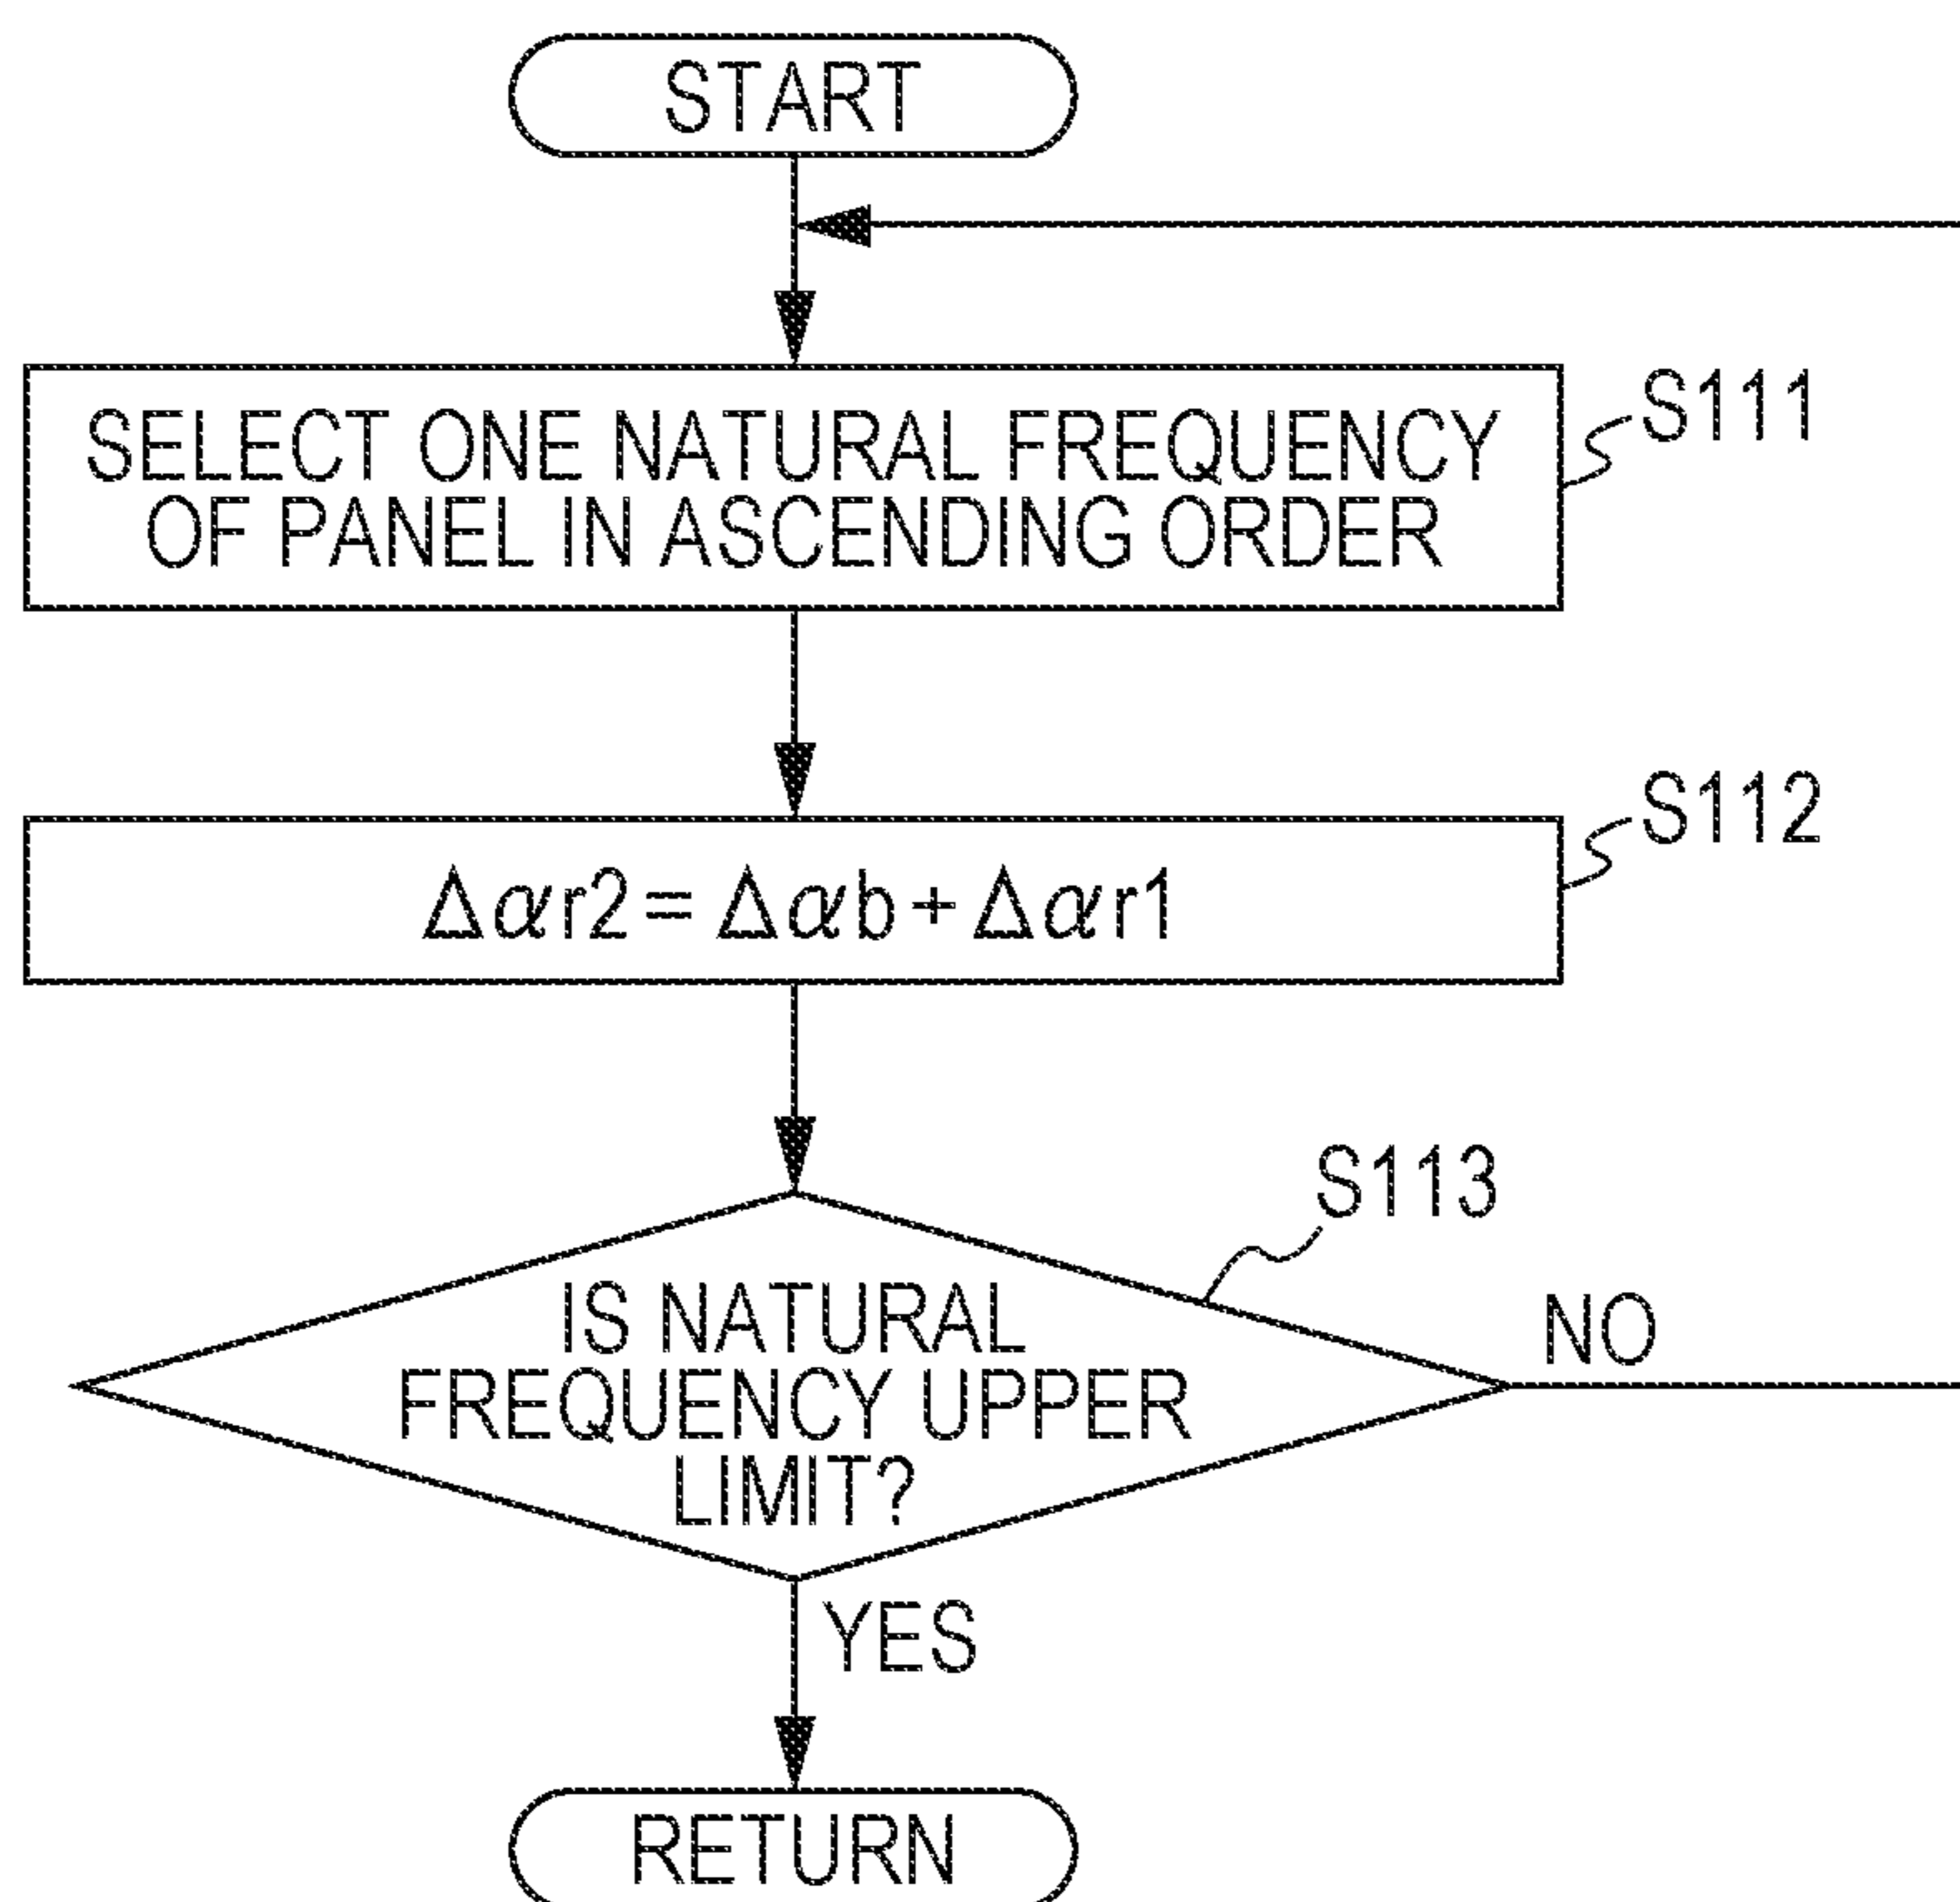 START
SELECT ONE NATURAL FREQUENCY
OF PANEL IN ASCENDING ORDER
S111
Δαr2 = Δαb + Δαr1
S112
S113
IS NATURAL
FREQUENCY UPPER
LIMIT?
NO
YES
RETURN